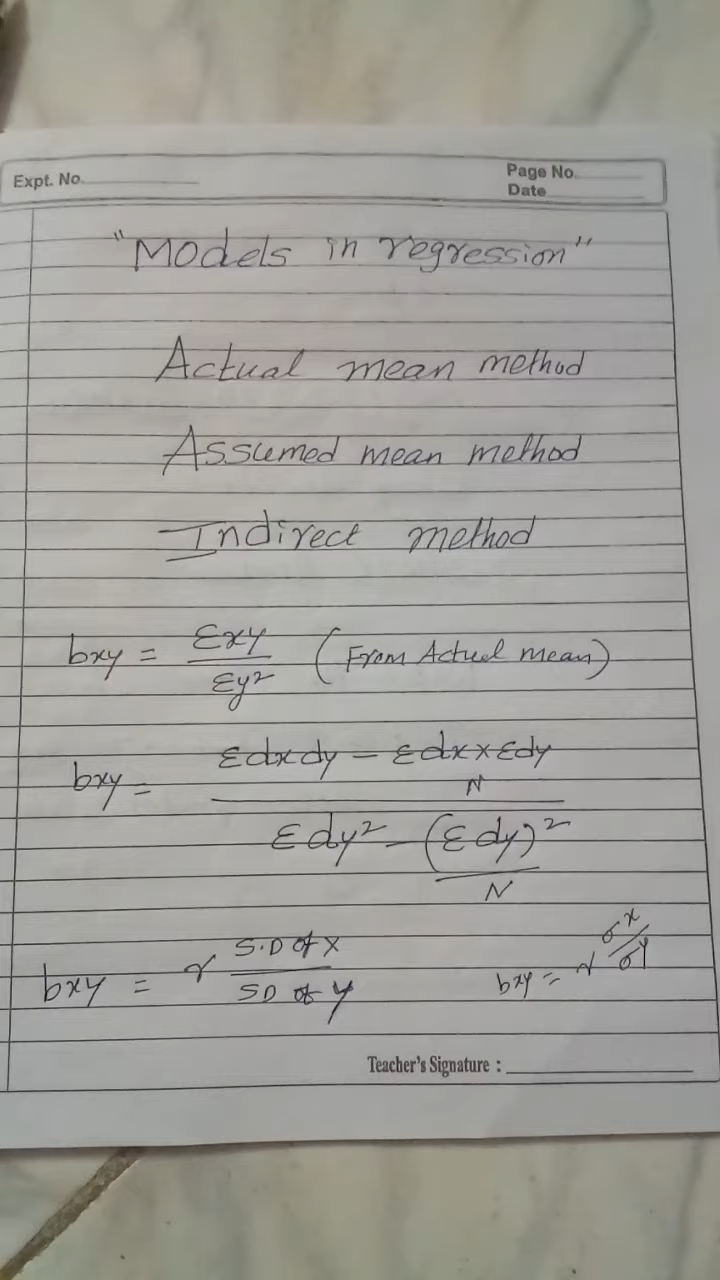 Expt. No.
Page No.
Date
"Models in regression"
Actual mean method
Assumed mean method
Indirect method
bxy = Σxy / Σy² (From Actual mean)
bxy = Σdxdy - Σdx x Σdy / N
Σdy² - (Σdy)² / N
bxy = r S.D of X / SD of y
bxy = r σx / σy
Teacher's Signature :